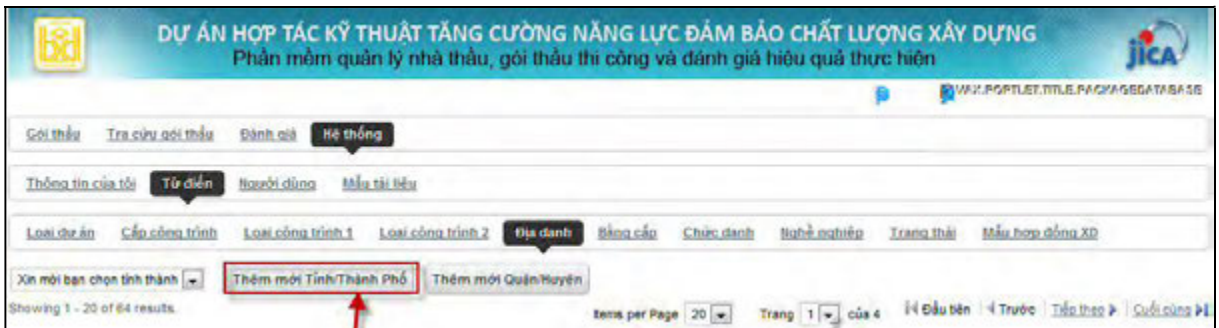 DỰ ÁN HỢP TÁC KỸ THUẬT TĂNG CƯỜNG NĂNG LỰC ĐẢM BẢO CHẤT LƯỢNG XÂY DỰNG
Phần mềm quản lý nhà thầu, gói thầu thi công và đánh giá hiệu quả thực hiện
jICA
VAX.PORTLET.TITLE.PACKAGEDATABASE
Gói thầu Tra cứu gói thầu Đánh giá Hệ thống
Thông tin của tôi Từ điển Người dùng Mẫu tài liệu
Loại dự án Cấp công trình Loại công trình 1 Loại công trình 2 Địa danh Bằng cấp Chức danh Nghề nghiệp Trạng thái Mẫu hợp đồng XD
Xin mời bạn chọn tỉnh thành Thêm mới Tỉnh/Thành Phố Thêm mới Quận/Huyện
Showing 1 - 20 of 64 results. Items per Page 20 Trang 1 của 4 Đầu tiên Trước Tiếp theo Cuối cùng